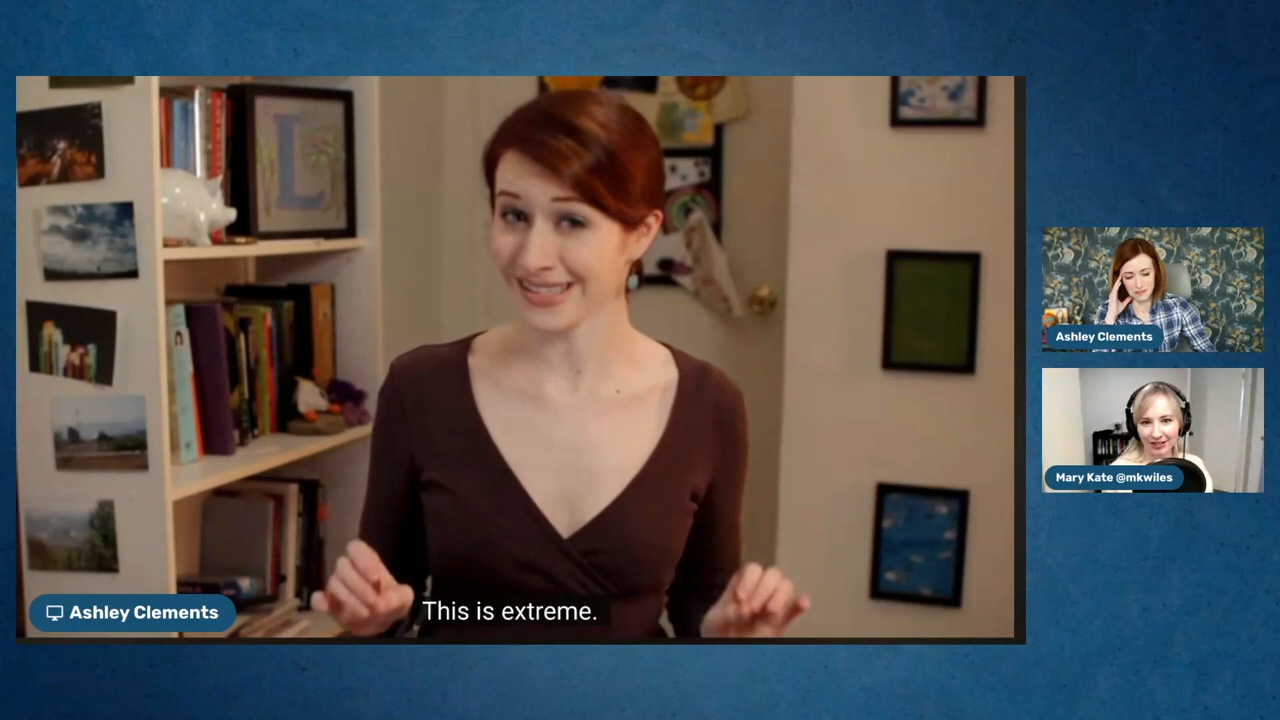 L
Ashley Clements
This is extreme.
Ashley Clements
Mary Kate @mkwiles